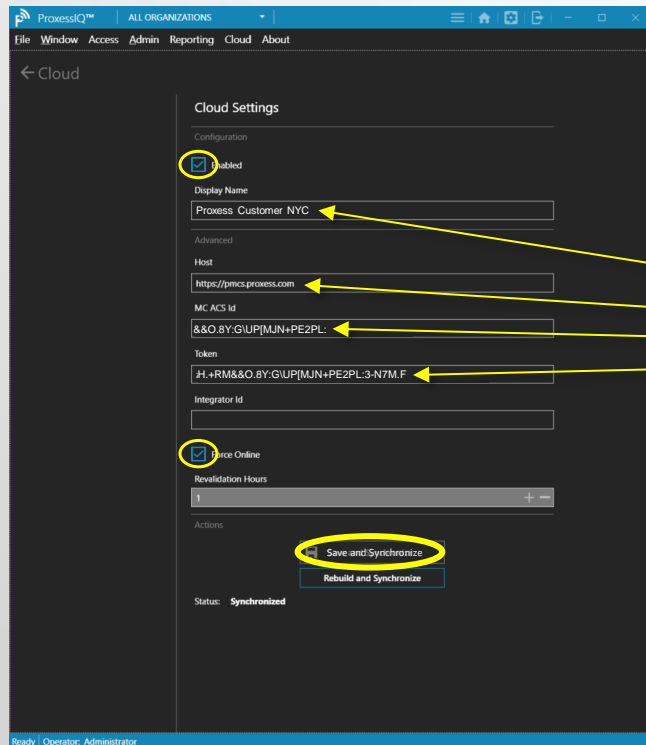 ProxessIQ™ ALL ORGANIZATIONS
File Window Access Admin Reporting Cloud About
Cloud
Cloud Settings
Configuration
Enabled
Display Name
Proxess Customer NYC
Advanced
Host
https://pmcs.proxess.com
MC ACS Id
&&O.8Y:G\UP[MJN+PE2PL:
Token
H.+RM&&O.8Y:G\UP[MJN+PE2PL:3-N7M.F
Integrator Id
Force Online
Revalidation Hours
1
Actions
Save and Synchronize
Rebuild and Synchronize
Status: Synchronized
Ready Operator: Administrator